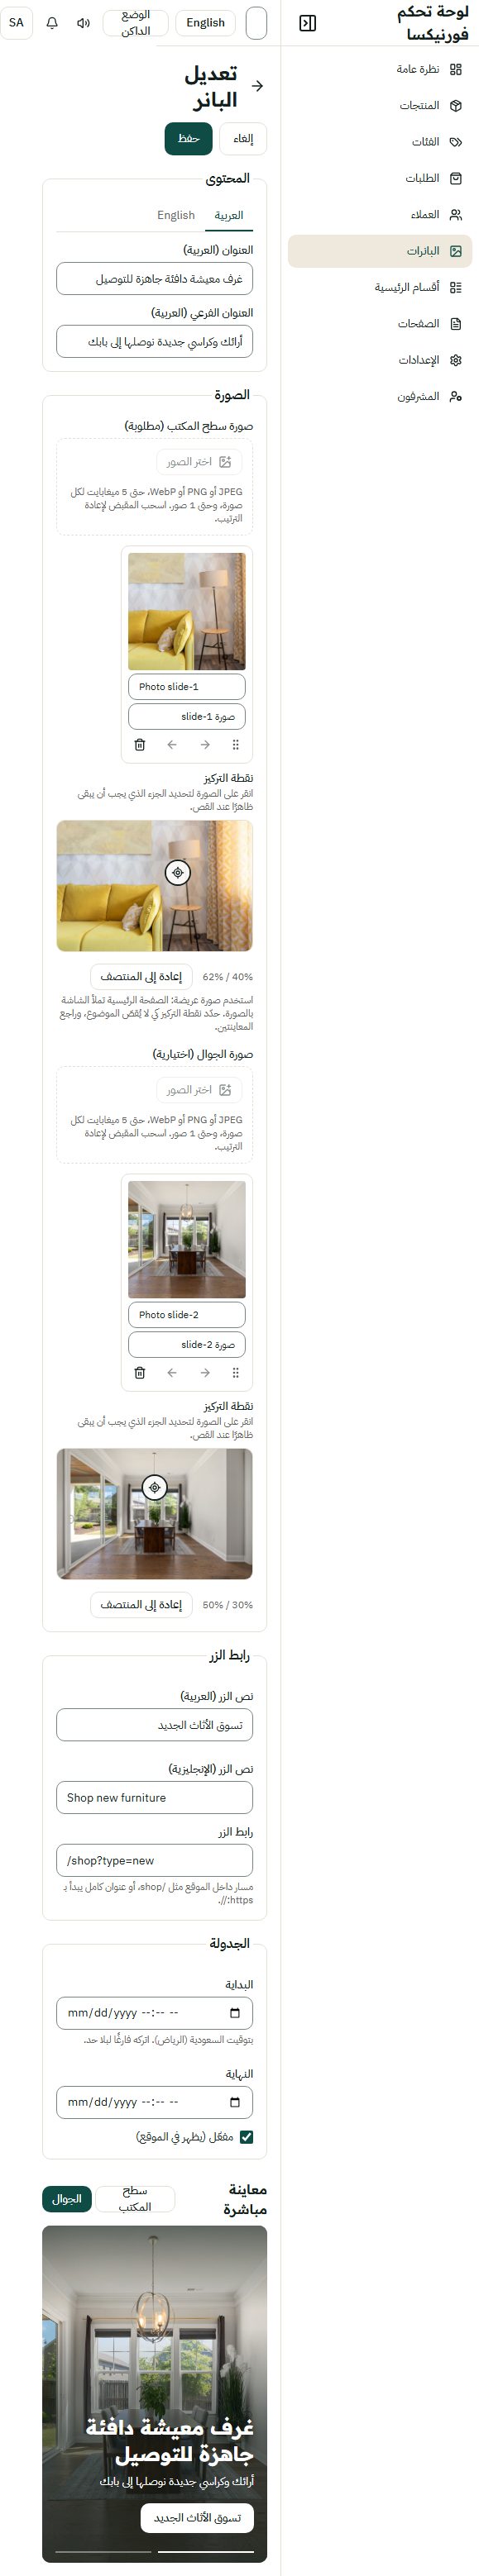 لوحة تحكم
فورنيكسا
نظرة عامة
المنتجات
الفئات
الطلبات
العملاء
البانرات
أقسام الرئيسية
الصفحات
الإعدادات
المشرفون
English
الوضع
الداكن
SA
تعديل
البانر
إلغاء
حفظ
المحتوى
العربية
English
العنوان (العربية)
غرف معيشة دافئة جاهزة للتوصيل
العنوان الفرعي (العربية)
أرائك وكراسي جديدة نوصلها إلى بابك
الصورة
صورة سطح المكتب (مطلوبة)
اختر الصور
JPEG أو PNG أو WebP، حتى 5 ميغابايت لكل
صورة، وحتى 1 صور. اسحب المقبض لإعادة
الترتيب.
Photo slide-1
صورة slide-1
نقطة التركيز
انقر على الصورة لتحديد الجزء الذي يجب أن يبقى
ظاهرًا عند القص.
62% / 40%
إعادة إلى المنتصف
استخدم صورة عريضة: الصفحة الرئيسية تملأ الشاشة
بالصورة. حدّد نقطة التركيز كي لا يُقصّ الموضوع، وراجع
المعاينتين.
صورة الجوال (اختيارية)
اختر الصور
JPEG أو PNG أو WebP، حتى 5 ميغابايت لكل
صورة، وحتى 1 صور. اسحب المقبض لإعادة
الترتيب.
Photo slide-2
صورة slide-2
نقطة التركيز
انقر على الصورة لتحديد الجزء الذي يجب أن يبقى
ظاهرًا عند القص.
50% / 30%
إعادة إلى المنتصف
رابط الزر
نص الزر (العربية)
تسوق الأثاث الجديد
نص الزر (الإنجليزية)
Shop new furniture
رابط الزر
/shop?type=new
مسار داخل الموقع مثل /shop، أو عنوان كامل يبدأ بـ
https://.
الجدولة
البداية
mm/dd/yyyy --:-- --
بتوقيت السعودية (الرياض). اتركه فارغًا لبلا حد.
النهاية
mm/dd/yyyy --:-- --
مفعّل (يظهر في الموقع)
معاينة
مباشرة
سطح
المكتب
الجوال
غرف معيشة دافئة
جاهزة للتوصيل
أرائك وكراسي جديدة نوصلها إلى بابك
تسوق الأثاث الجديد